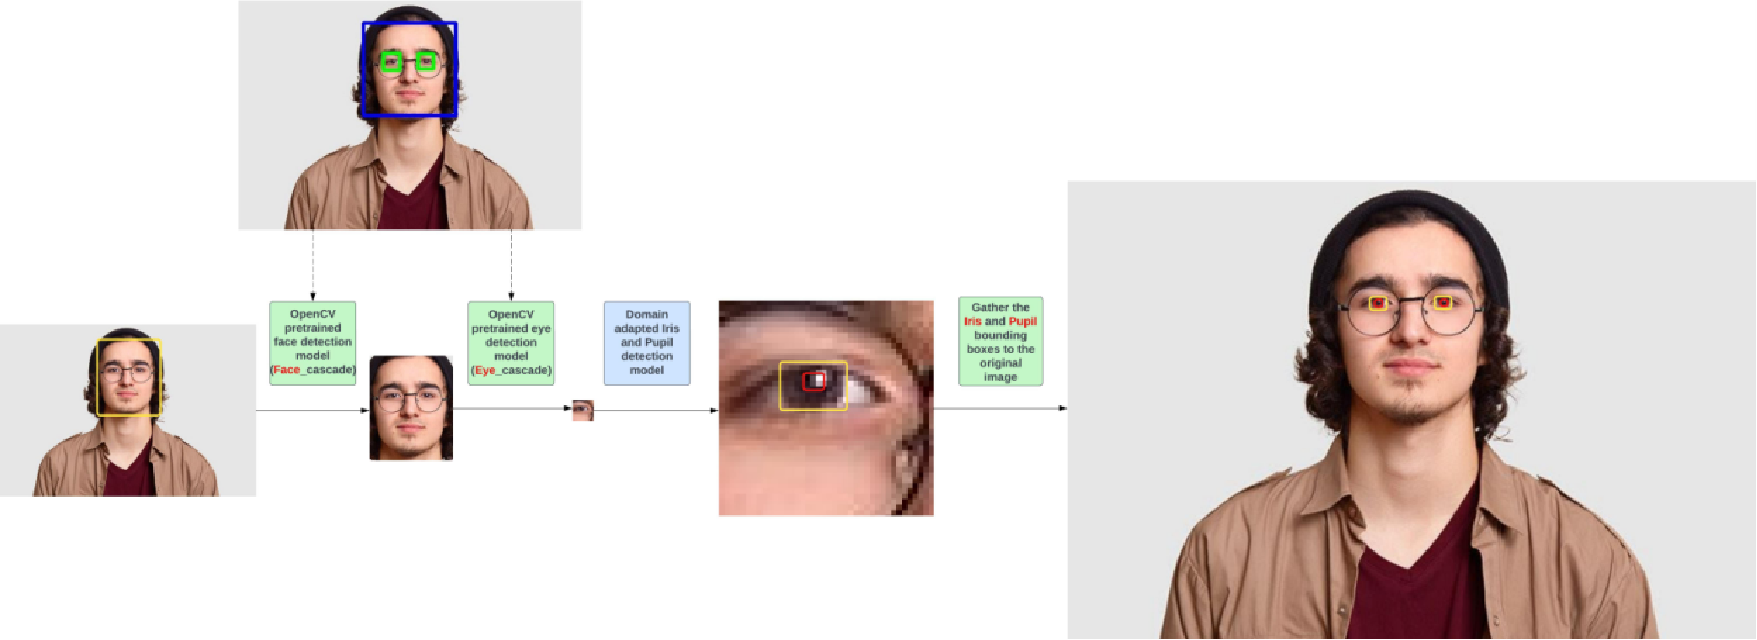 OpenCV
pretrained
face detection
model
(Face_cascade)
OpenCV
pretrained eye
detection
model
(Eye_cascade)
Domain
adapted Iris
and Pupil
detection
model
Gather the
Iris and Pupil
bounding
boxes to the
original
image